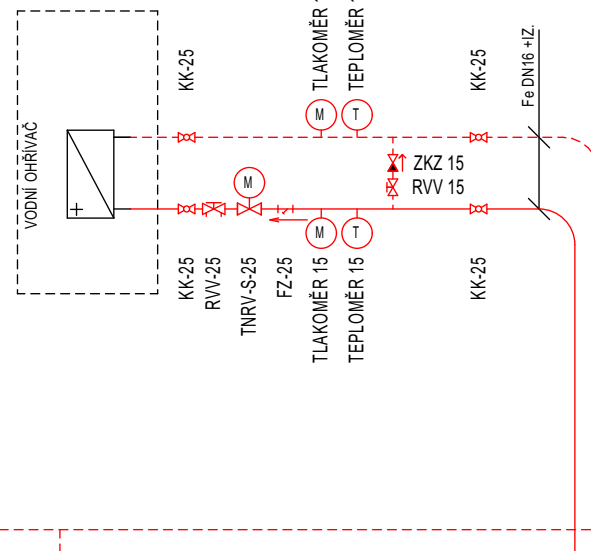 VODNÍ OHŘÍVAČ
KK-25
TLAKOMĚR
TEPLOMĚR
KK-25
Fe DN16 +IZ.
M
T
ZKZ 15
RVV 15
M
M
T
KK-25
RVV-25
TNRV-S-25
FZ-25
TLAKOMĚR 15
TEPLOMĚR 15
KK-25